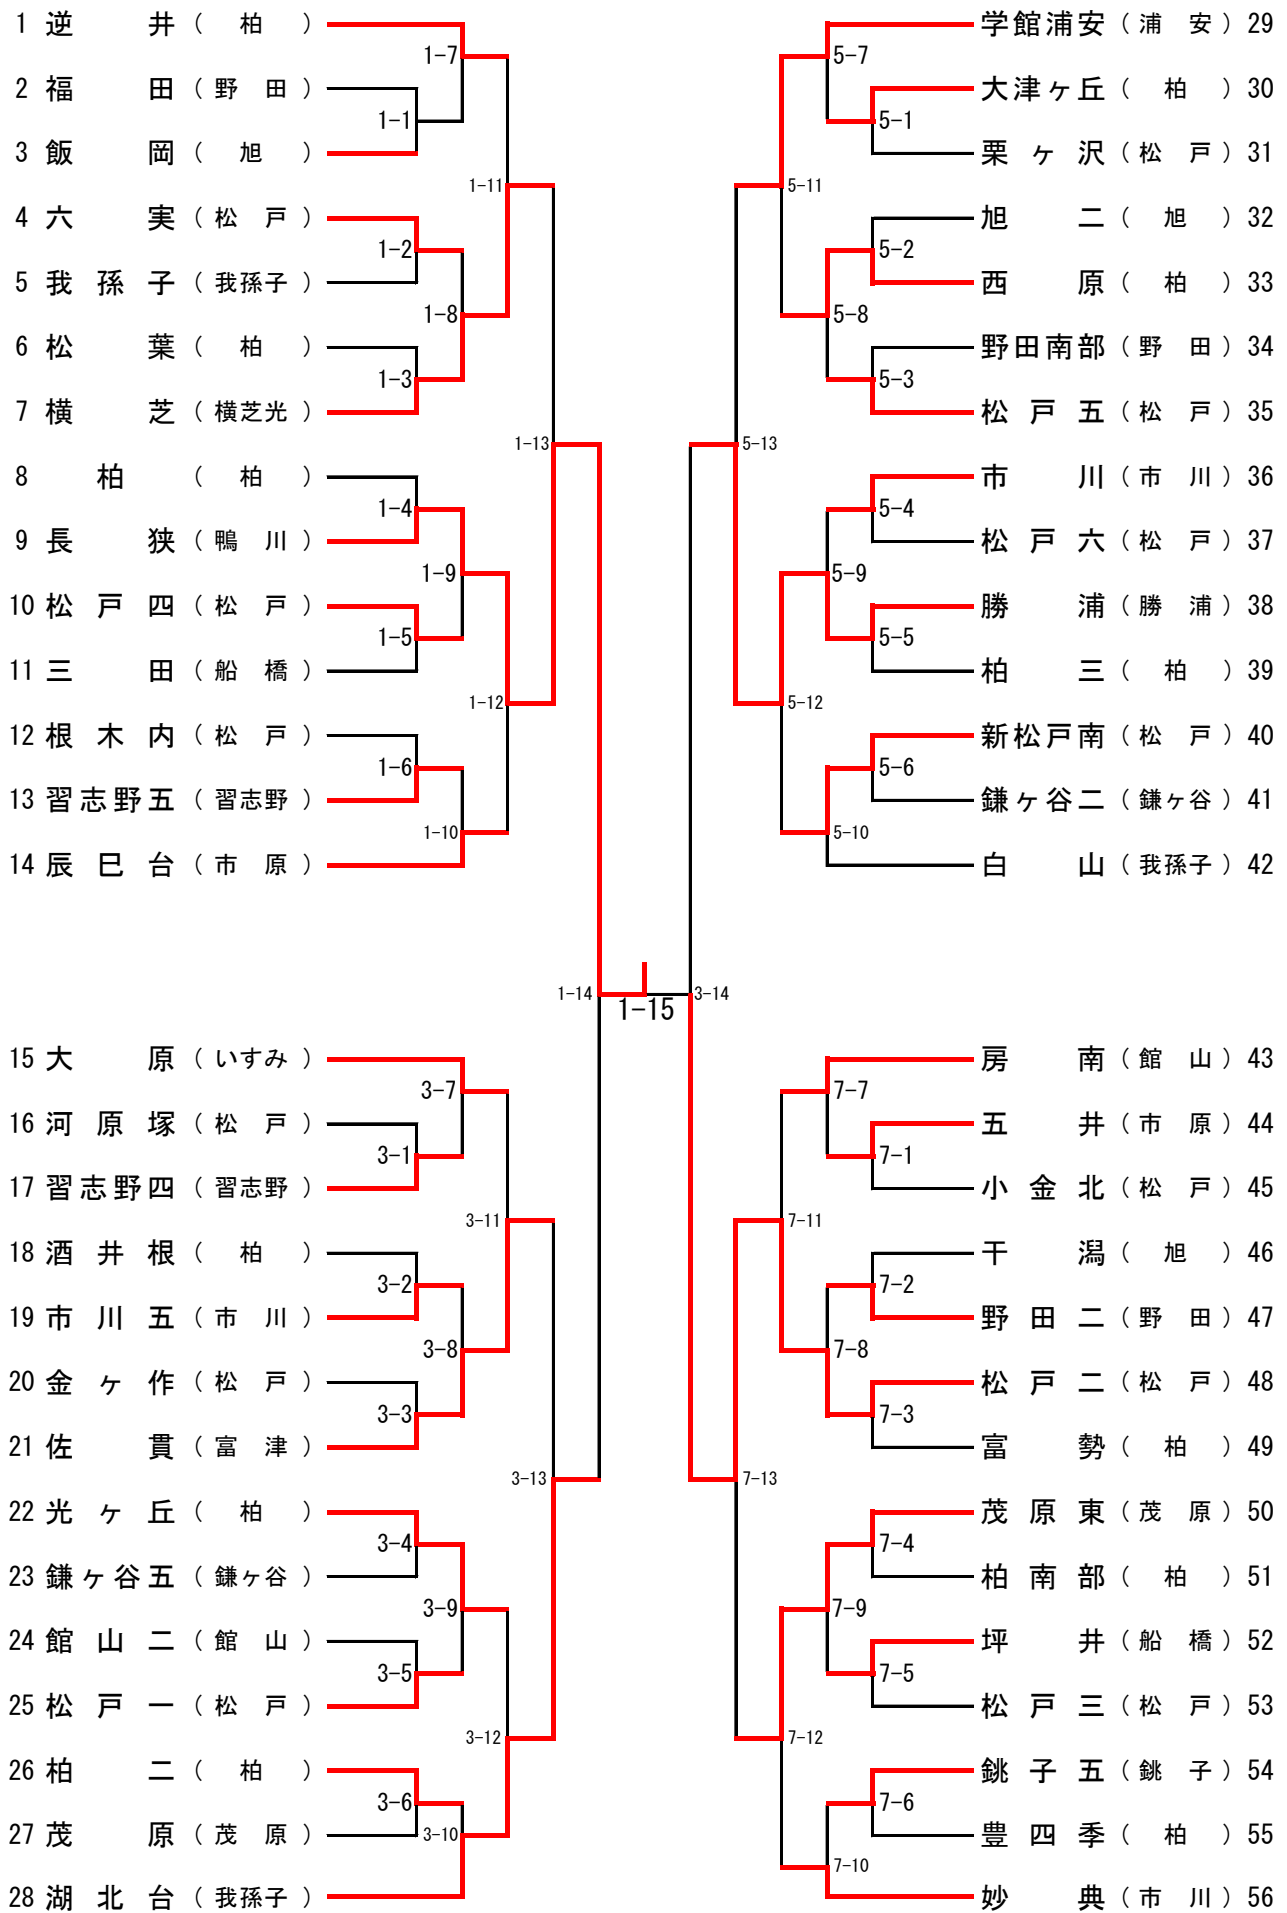 1 逆井（柏）
2 福田（野田）
3 飯岡（旭）
4 六実（松戸）
5 我孫子（我孫子）
6 松葉（柏）
7 横芝（横芝光）
8 柏（柏）
9 長狭（鴨川）
10 松戸四（松戸）
11 三田（船橋）
12 根木内（松戸）
13 習志野五（習志野）
14 辰巳台（市原）
1-7
1-1
1-11
1-2
1-8
1-3
1-13
1-4
1-9
1-5
1-12
1-6
1-10
学館浦安（浦安）29
大津ヶ丘（柏）30
栗ヶ沢（松戸）31
旭二（旭）32
西原（柏）33
野田南部（野田）34
松戸五（松戸）35
市川（市川）36
松戸六（松戸）37
勝浦（勝浦）38
柏三（柏）39
新松戸南（松戸）40
鎌ヶ谷二（鎌ヶ谷）41
白山（我孫子）42
5-7
5-1
5-11
5-2
5-8
5-3
5-13
5-4
5-9
5-5
5-12
5-6
5-10
1-14
1-15
3-14
15 大原（いすみ）
16 河原塚（松戸）
17 習志野四（習志野）
18 酒井根（柏）
19 市川五（市川）
20 金ヶ作（松戸）
21 佐貫（富津）
22 光ヶ丘（柏）
23 鎌ヶ谷五（鎌ヶ谷）
24 館山二（館山）
25 松戸一（松戸）
26 柏二（柏）
27 茂原（茂原）
28 湖北台（我孫子）
3-7
3-1
3-11
3-2
3-8
3-3
3-13
3-4
3-9
3-5
3-12
3-6
3-10
房南（館山）43
五井（市原）44
小金北（松戸）45
干潟（旭）46
野田二（野田）47
松戸二（松戸）48
富勢（柏）49
茂原東（茂原）50
柏南部（柏）51
坪井（船橋）52
松戸三（松戸）53
銚子五（銚子）54
豊四季（柏）55
妙典（市川）56
7-7
7-1
7-11
7-2
7-8
7-3
7-13
7-4
7-9
7-5
7-12
7-6
7-10